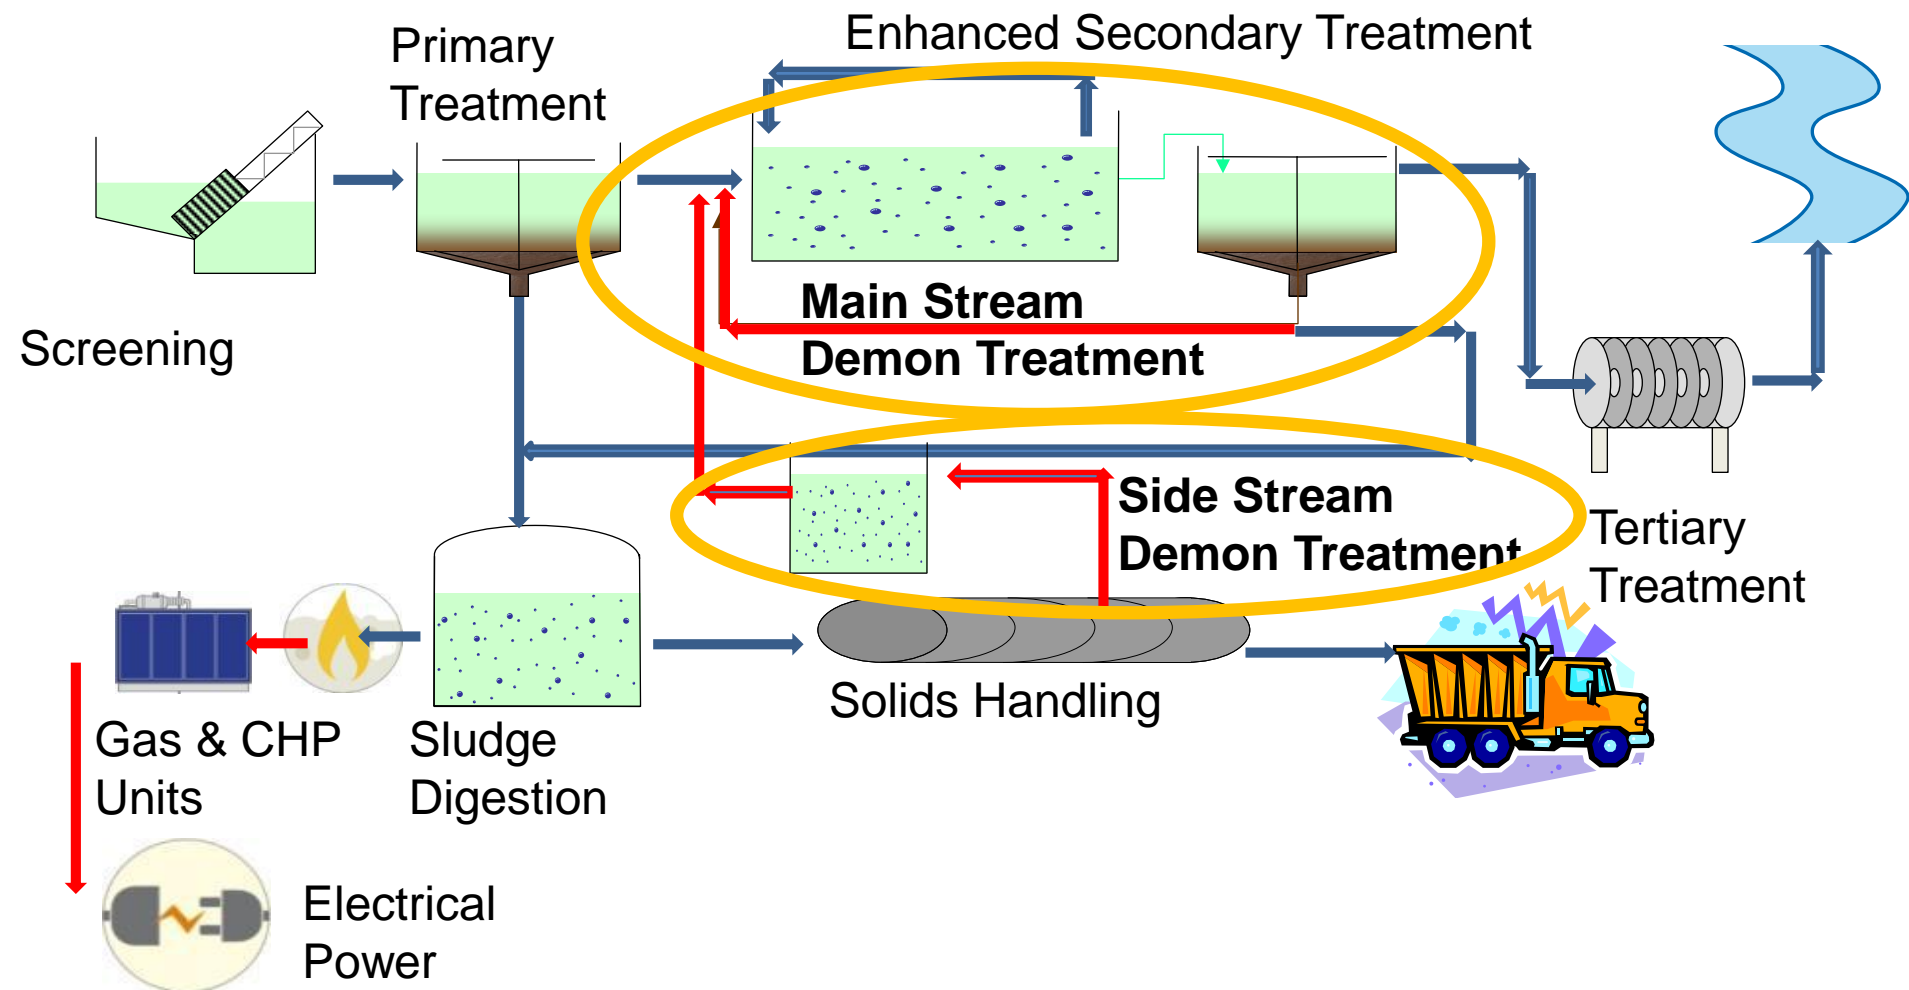 Primary
Treatment
Enhanced Secondary Treatment
Screening
Main Stream
Demon Treatment
Side Stream
Demon Treatment
Tertiary
Treatment
Solids Handling
Gas & CHP
Units
Sludge
Digestion
Electrical
Power